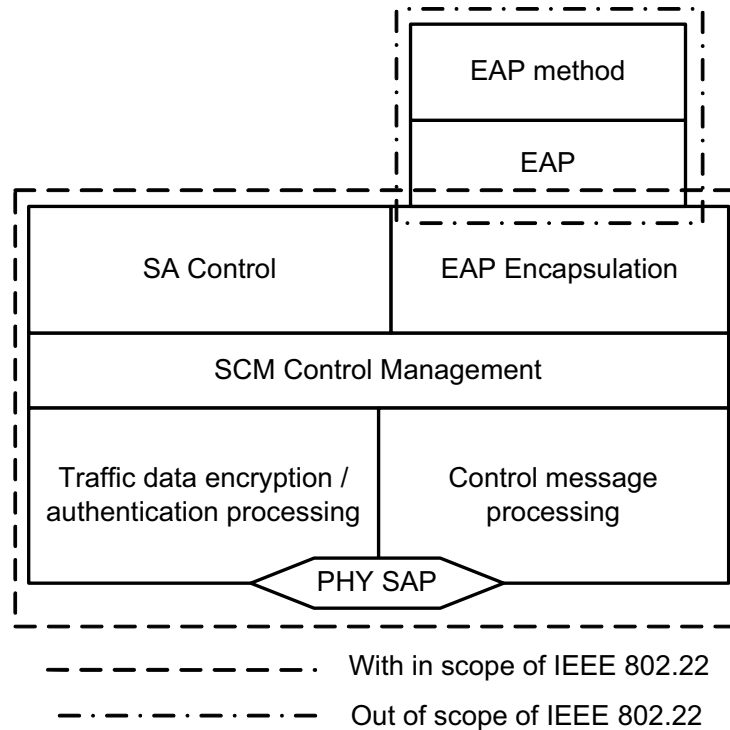 EAP method
EAP
SA Control
EAP Encapsulation
SCM Control Management
Traffic data encryption /
authentication processing
Control message
processing
PHY SAP
With in scope of IEEE 802.22
Out of scope of IEEE 802.22